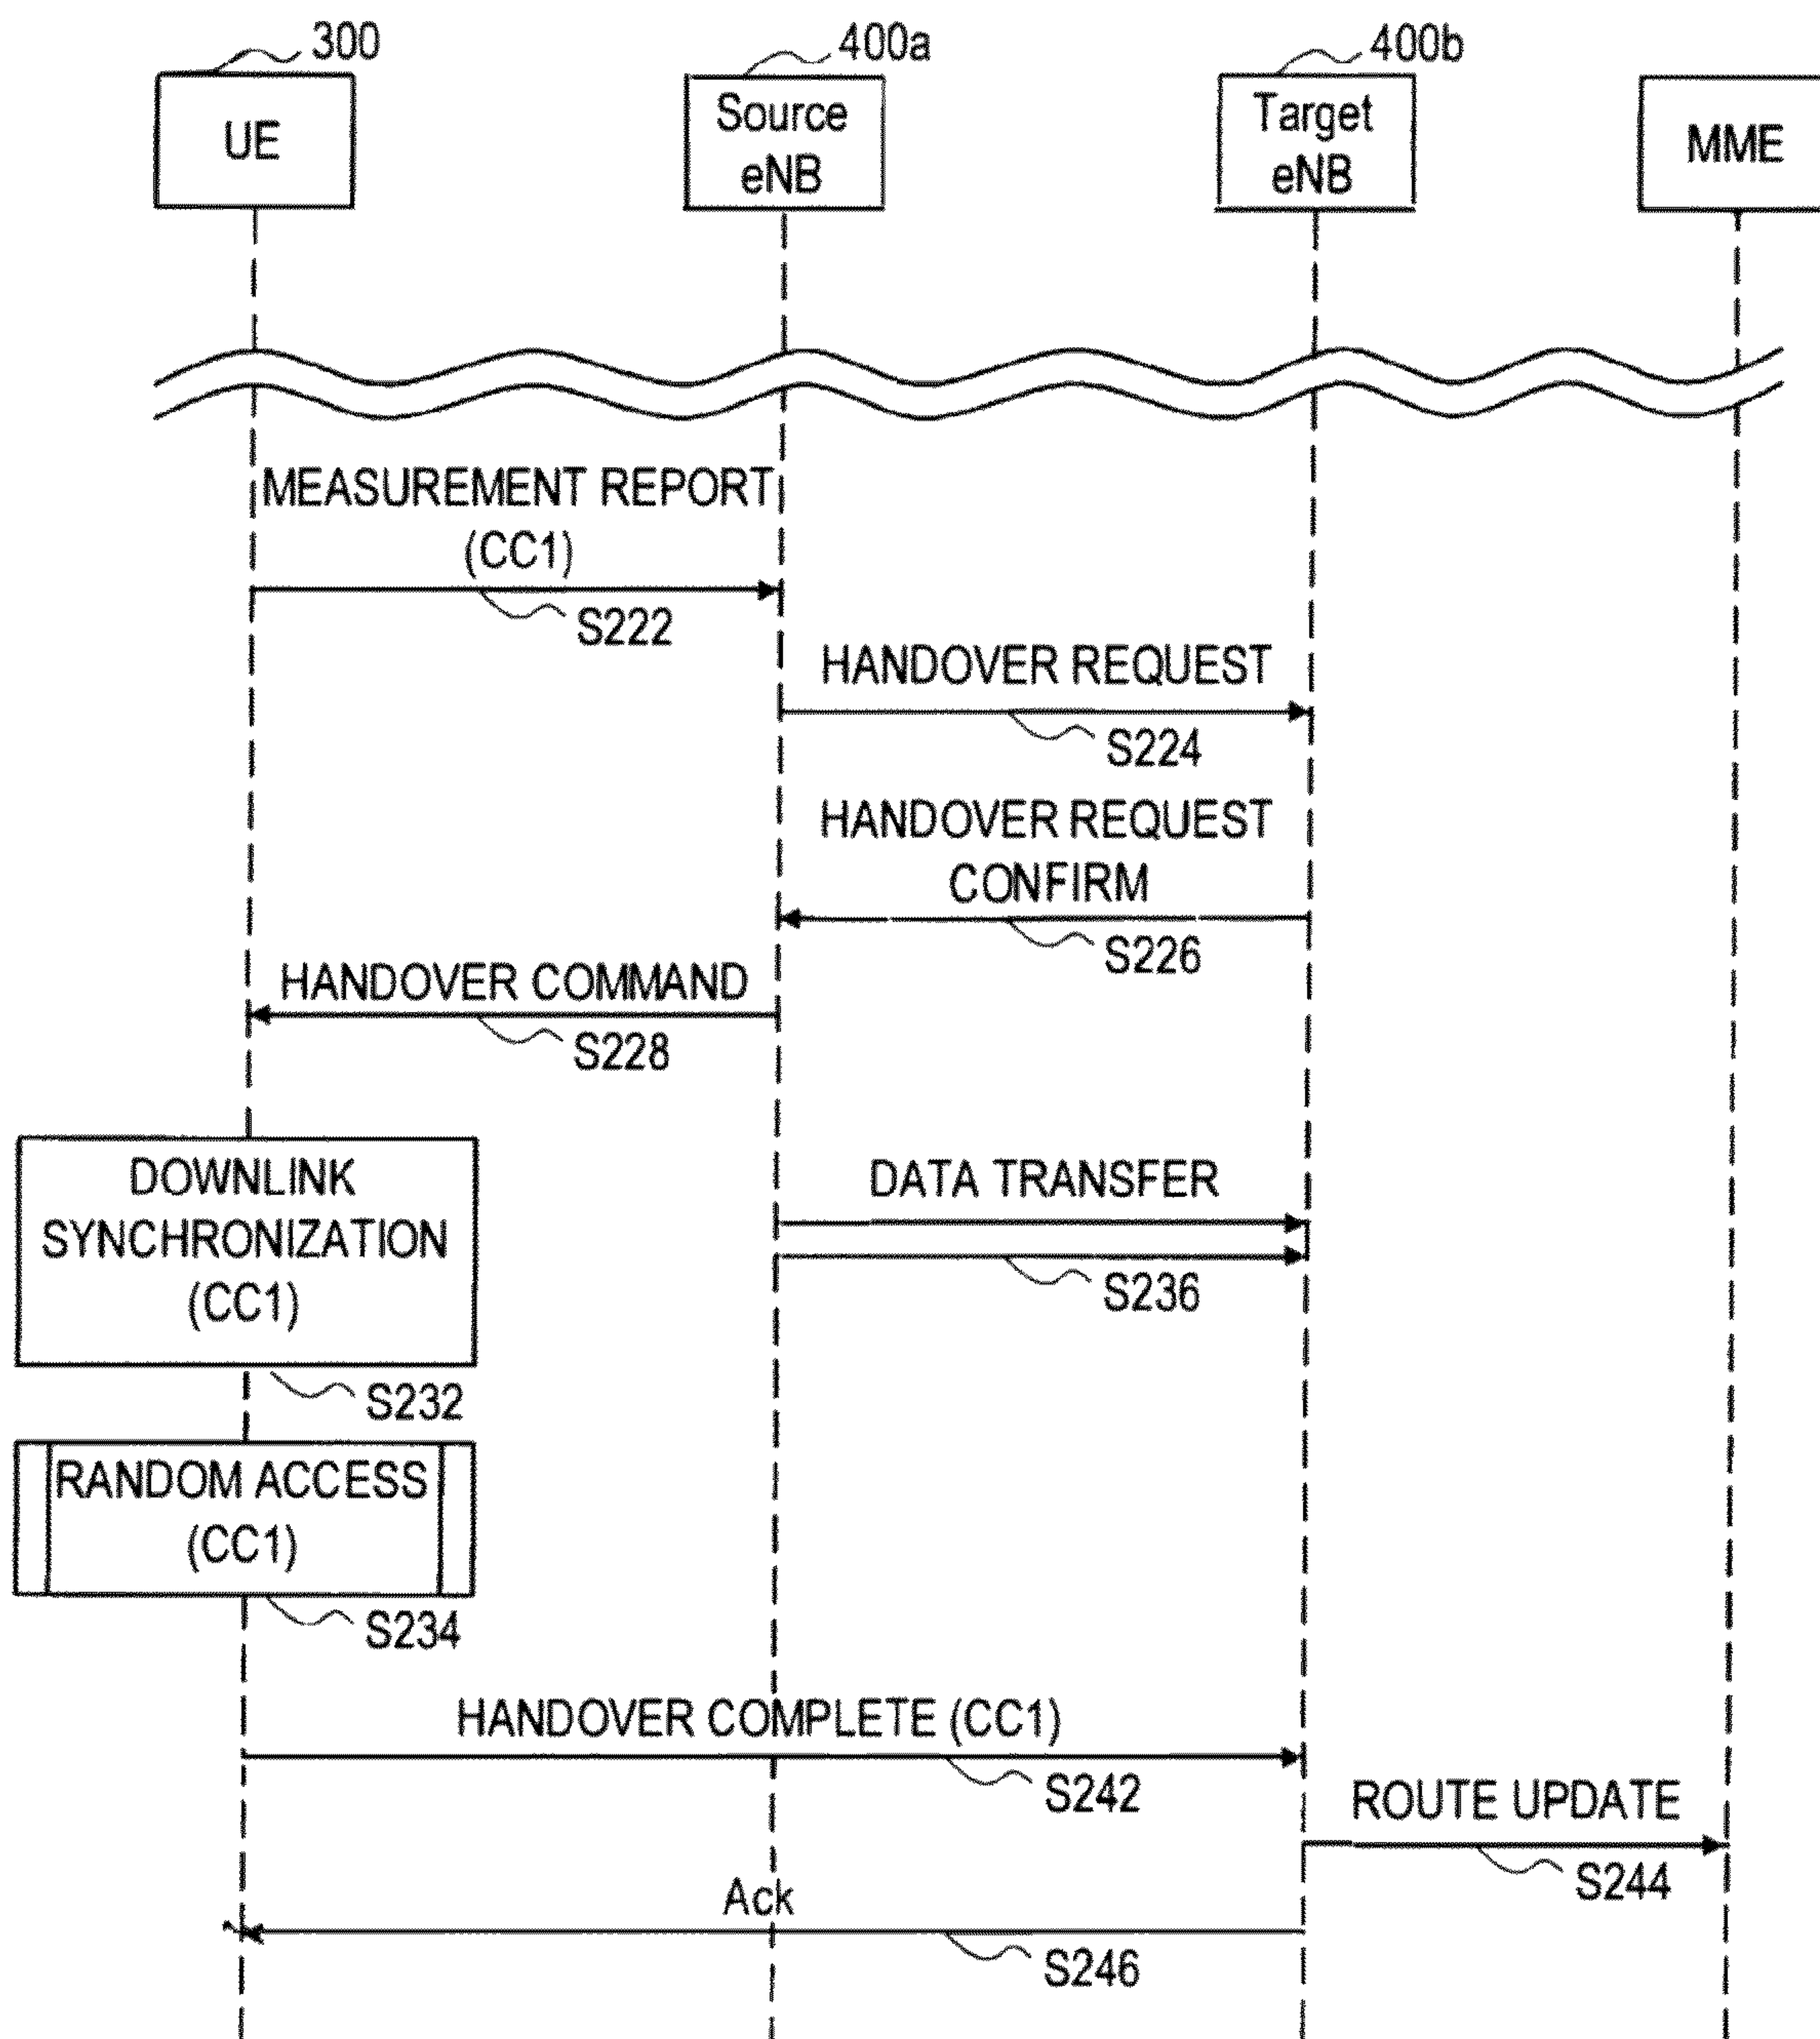 300
400a
400b
UE
Source
eNB
Target
eNB
MME
MEASUREMENT REPORT
(CC1)
S222
HANDOVER REQUEST
S224
HANDOVER REQUEST
CONFIRM
S226
HANDOVER COMMAND
S228
DOWNLINK
SYNCHRONIZATION
(CC1)
S232
DATA TRANSFER
S236
RANDOM ACCESS
(CC1)
S234
HANDOVER COMPLETE (CC1)
S242
ROUTE UPDATE
S244
Ack
S246